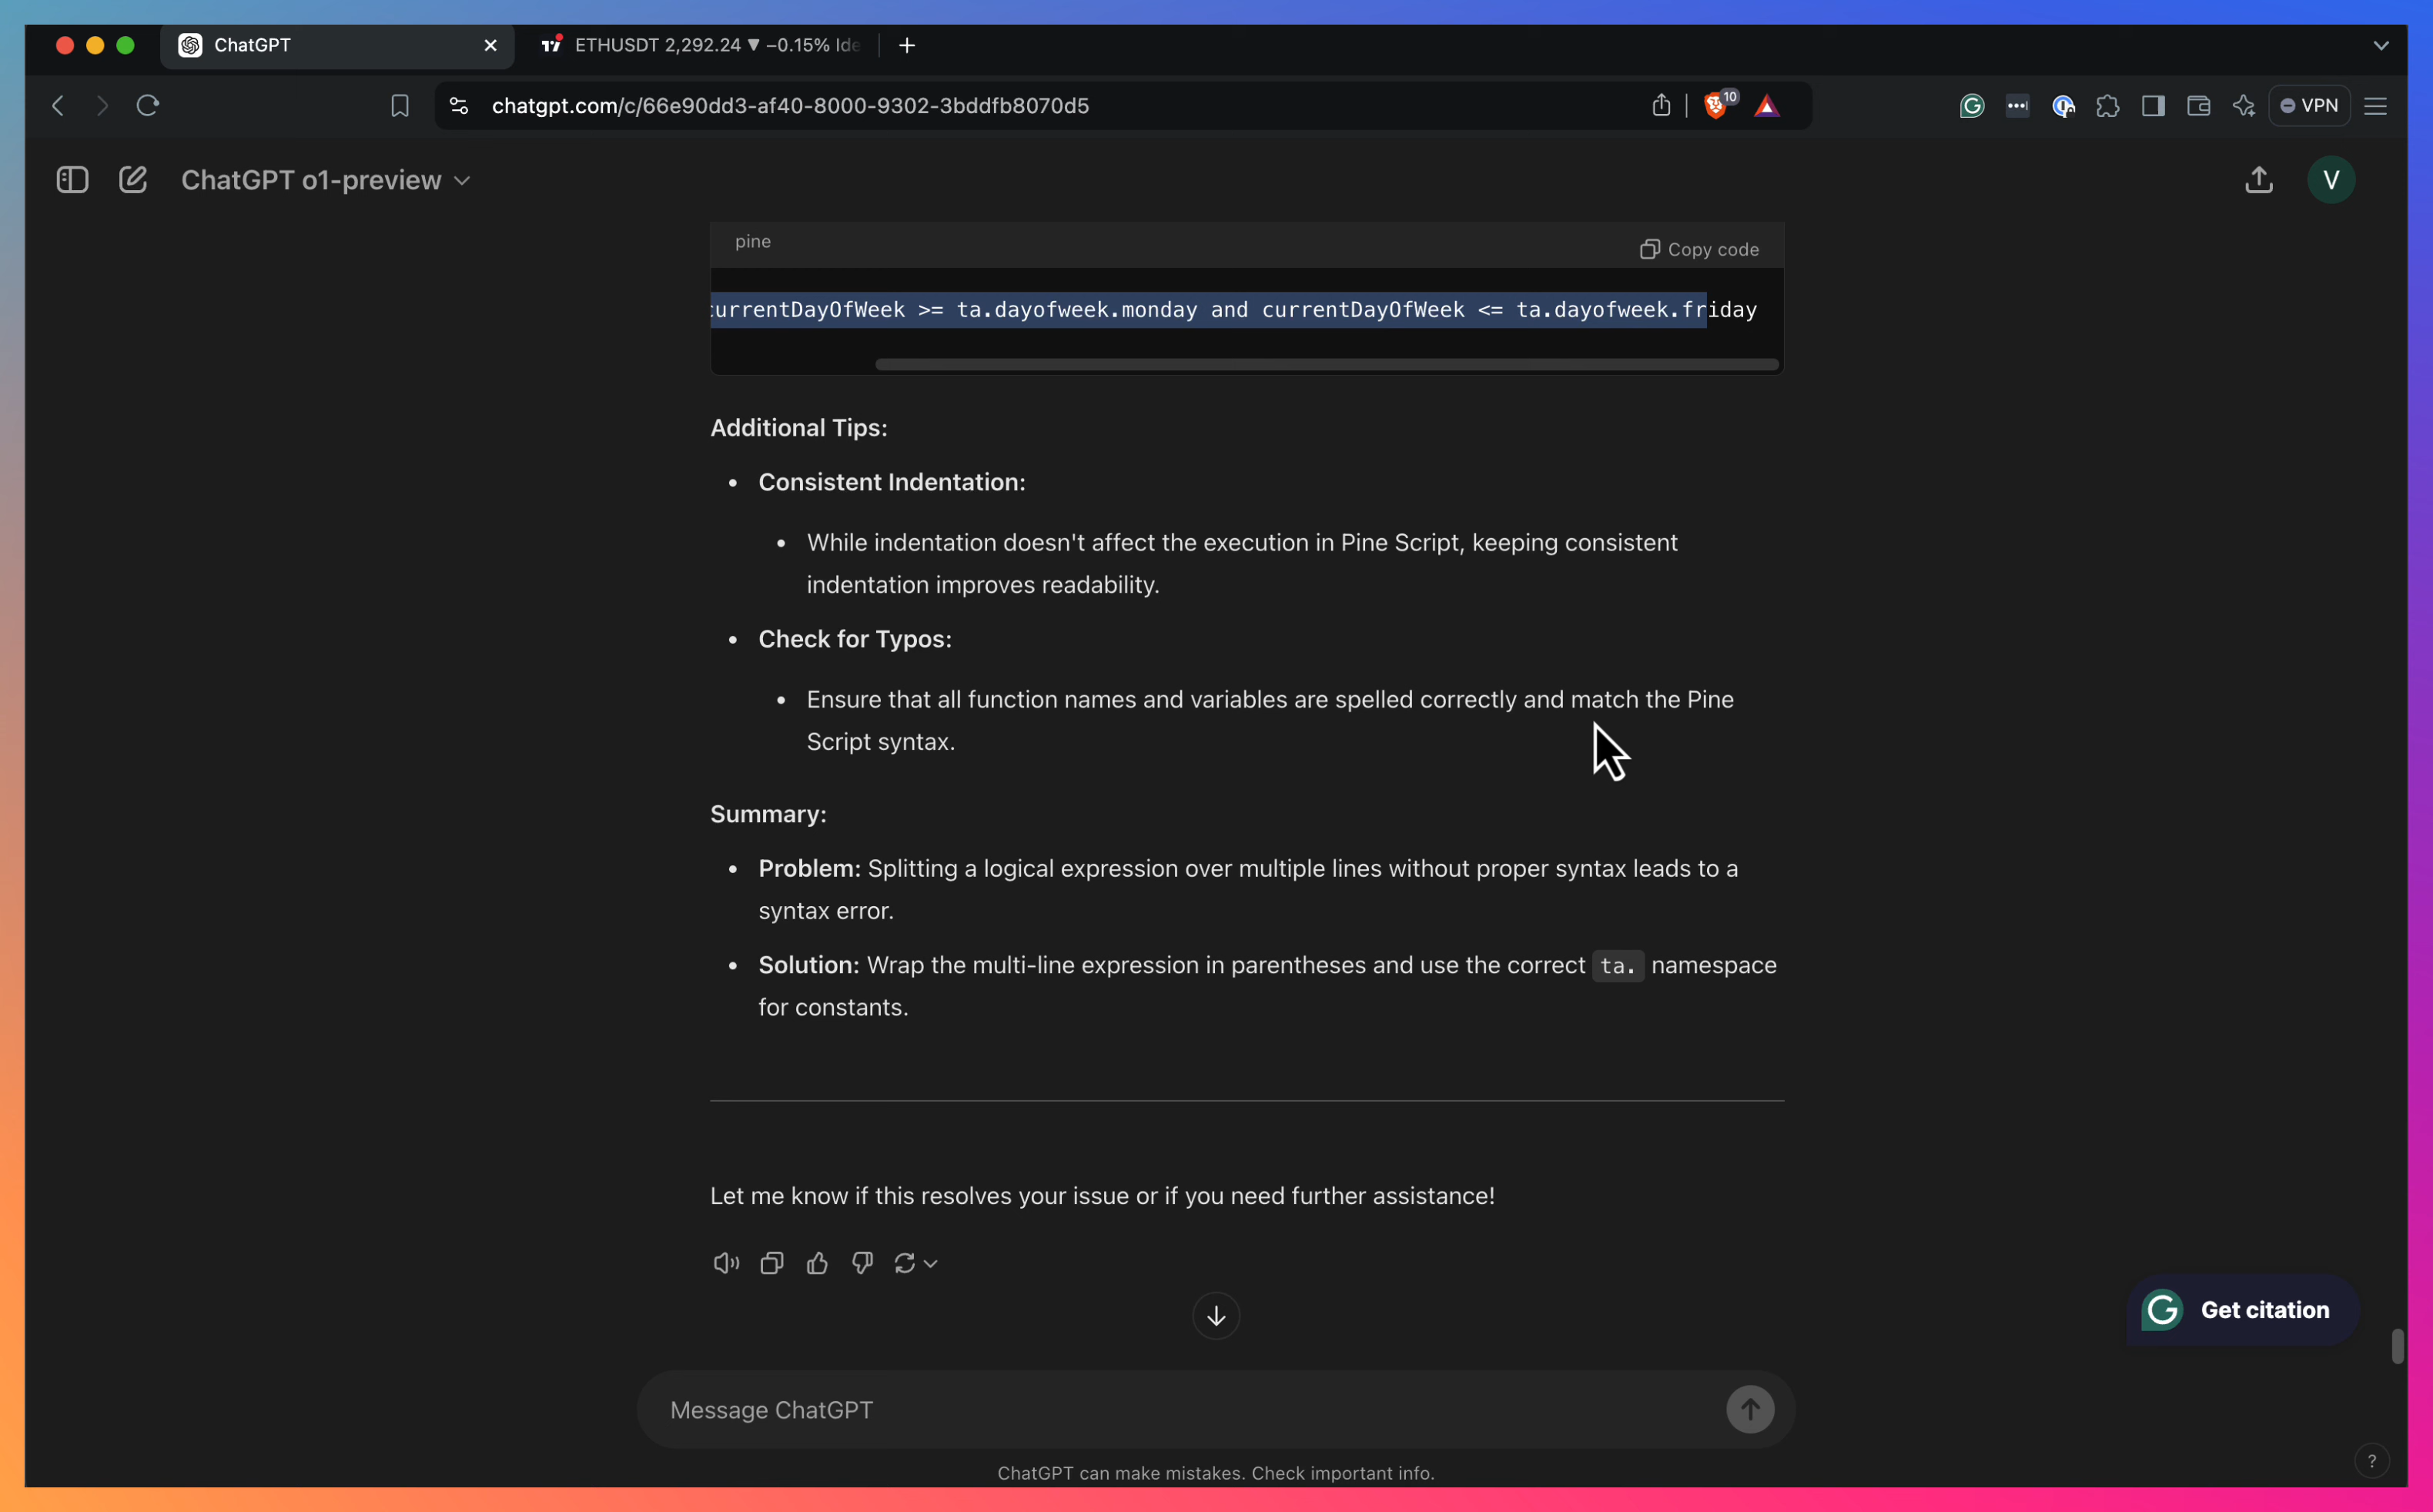 ChatGPT
ETHUSDT 2,292.24 ▼ −0.15% Ide
chatgpt.com/c/66e90dd3-af40-8000-9302-3bddfb8070d5
10
VPN
ChatGPT o1-preview
V
pine
Copy code
currentDayOfWeek >= ta.dayofweek.monday and currentDayOfWeek <= ta.dayofweek.friday
Additional Tips:
• Consistent Indentation:
• While indentation doesn't affect the execution in Pine Script, keeping consistent
indentation improves readability.
• Check for Typos:
• Ensure that all function names and variables are spelled correctly and match the Pine
Script syntax.
Summary:
• Problem: Splitting a logical expression over multiple lines without proper syntax leads to a
syntax error.
• Solution: Wrap the multi-line expression in parentheses and use the correct ta. namespace
for constants.
Let me know if this resolves your issue or if you need further assistance!
Get citation
Message ChatGPT
ChatGPT can make mistakes. Check important info.
?